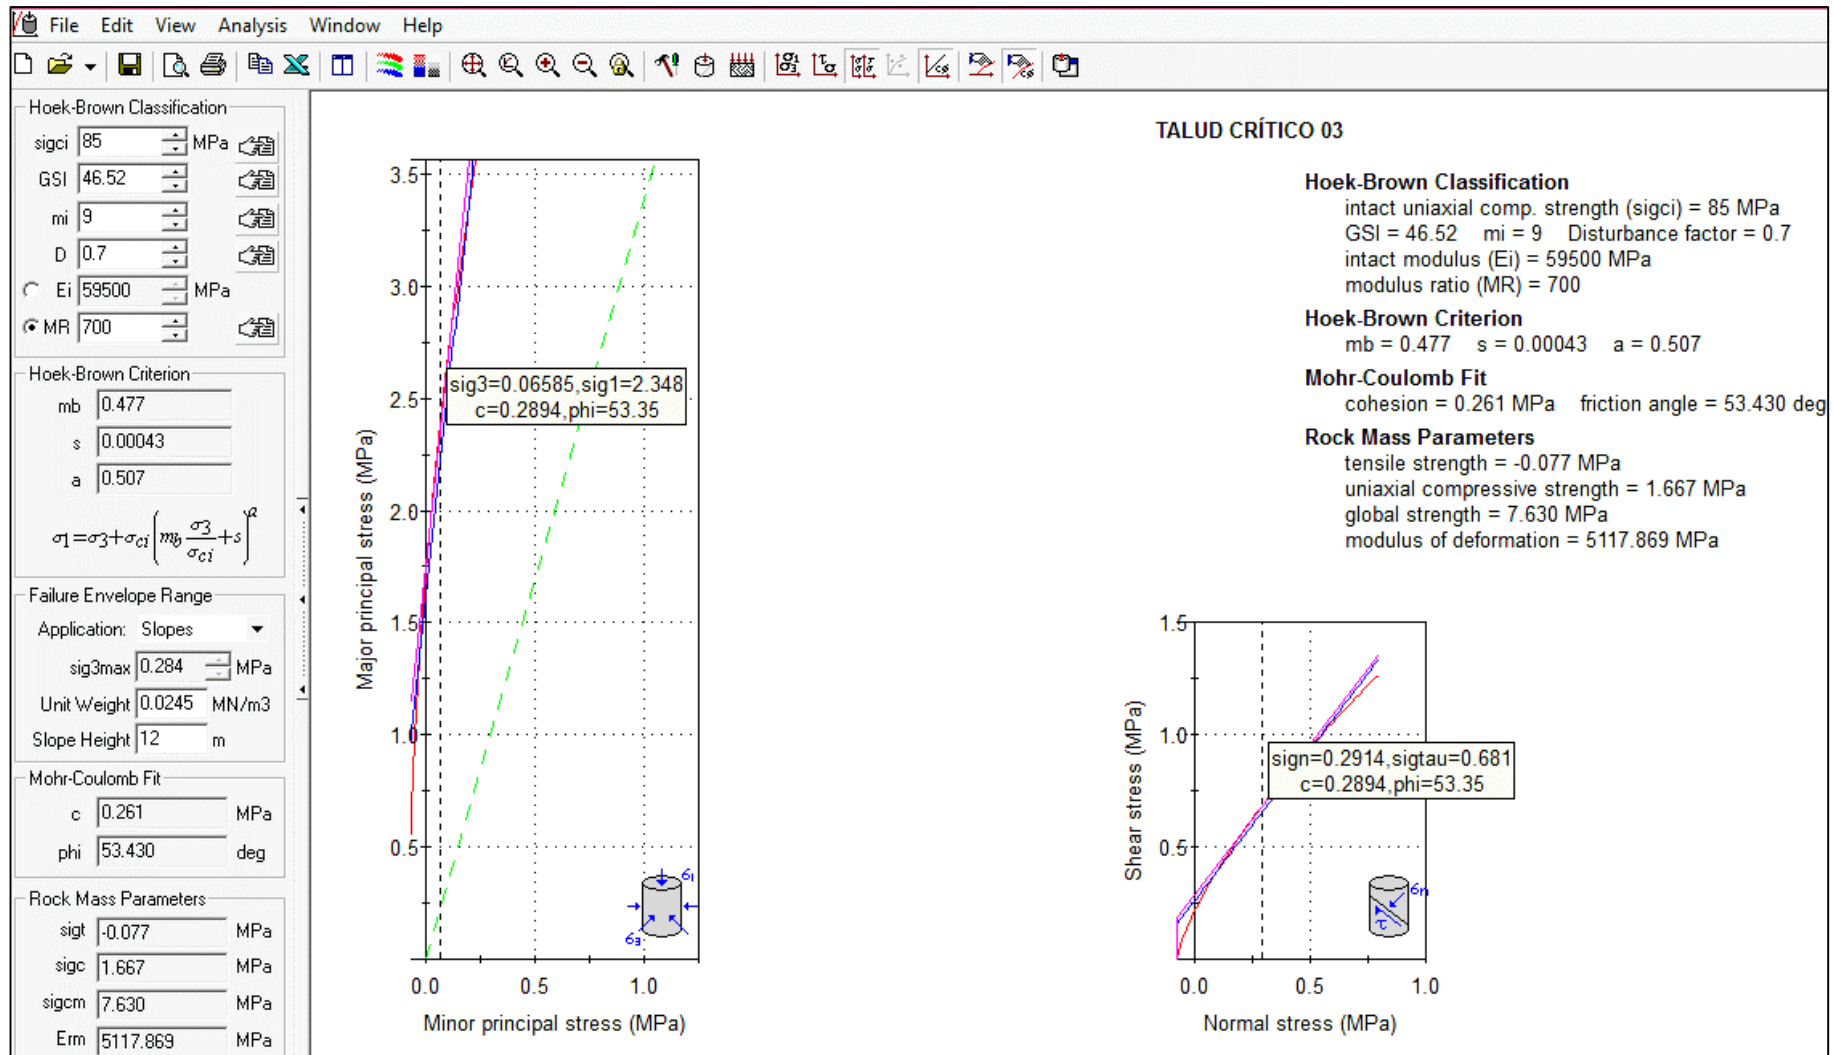 File Edit View Analysis Window Help
Hoek-Brown Classification
sigci 85 MPa
GSI 46.52
mi 9
D 0.7
Ei 59500 MPa
MR 700
Hoek-Brown Criterion
mb 0.477
s 0.00043
a 0.507
σ1=σ3+σci(mb σ3/σci+s)^a
Failure Envelope Range
Application: Slopes
sig3max 0.284 MPa
Unit Weight 0.0245 MN/m3
Slope Height 12 m
Mohr-Coulomb Fit
c 0.261 MPa
phi 53.430 deg
Rock Mass Parameters
sigt -0.077 MPa
sigc 1.667 MPa
sigcm 7.630 MPa
Erm 5117.869 MPa
Major principal stress (MPa)
3.5
3.0
2.5
2.0
1.5
1.0
0.5
sig3=0.06585,sig1=2.348
c=0.2894,phi=53.35
σ1
σ3
0.0 0.5 1.0
Minor principal stress (MPa)
TALUD CRÍTICO 03
Hoek-Brown Classification
intact uniaxial comp. strength (sigci) = 85 MPa
GSI = 46.52 mi = 9 Disturbance factor = 0.7
intact modulus (Ei) = 59500 MPa
modulus ratio (MR) = 700
Hoek-Brown Criterion
mb = 0.477 s = 0.00043 a = 0.507
Mohr-Coulomb Fit
cohesion = 0.261 MPa friction angle = 53.430 deg
Rock Mass Parameters
tensile strength = -0.077 MPa
uniaxial compressive strength = 1.667 MPa
global strength = 7.630 MPa
modulus of deformation = 5117.869 MPa
Shear stress (MPa)
1.5
1.0
0.5
sign=0.2914,sigtau=0.681
c=0.2894,phi=53.35
σn
τ
0.0 0.5 1.0
Normal stress (MPa)